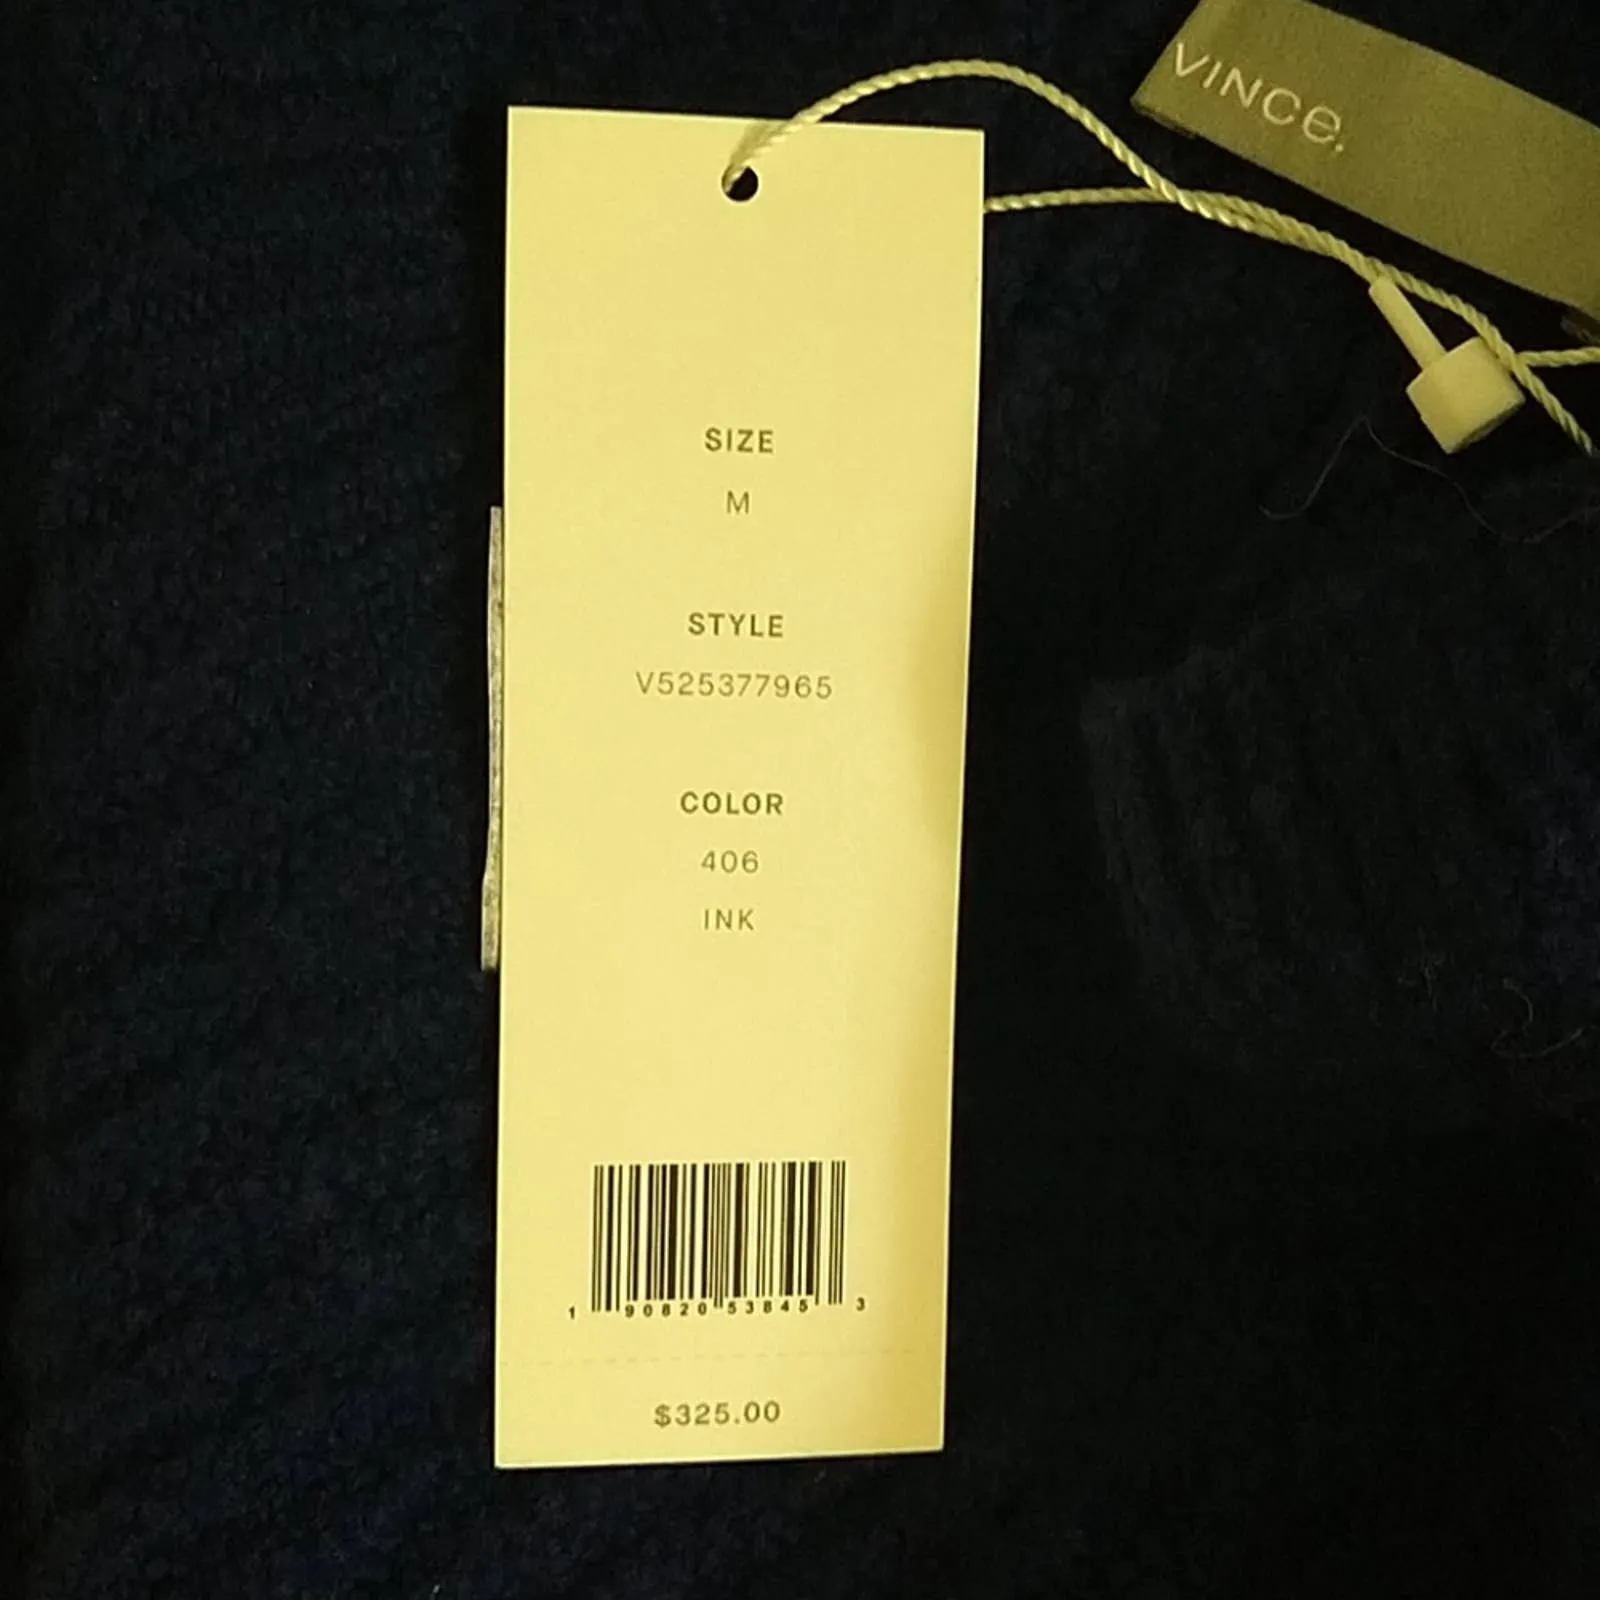 VINCE.
SIZE
M
STYLE
V525377965
COLOR
406
INK
1 90820 53845 3
$325.00